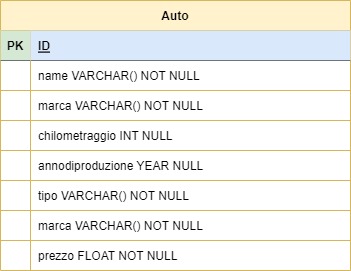 Auto
PK ID
name VARCHAR() NOT NULL
marca VARCHAR() NOT NULL
chilometraggio INT NULL
annodiproduzione YEAR NULL
tipo VARCHAR() NOT NULL
marca VARCHAR() NOT NULL
prezzo FLOAT NOT NULL